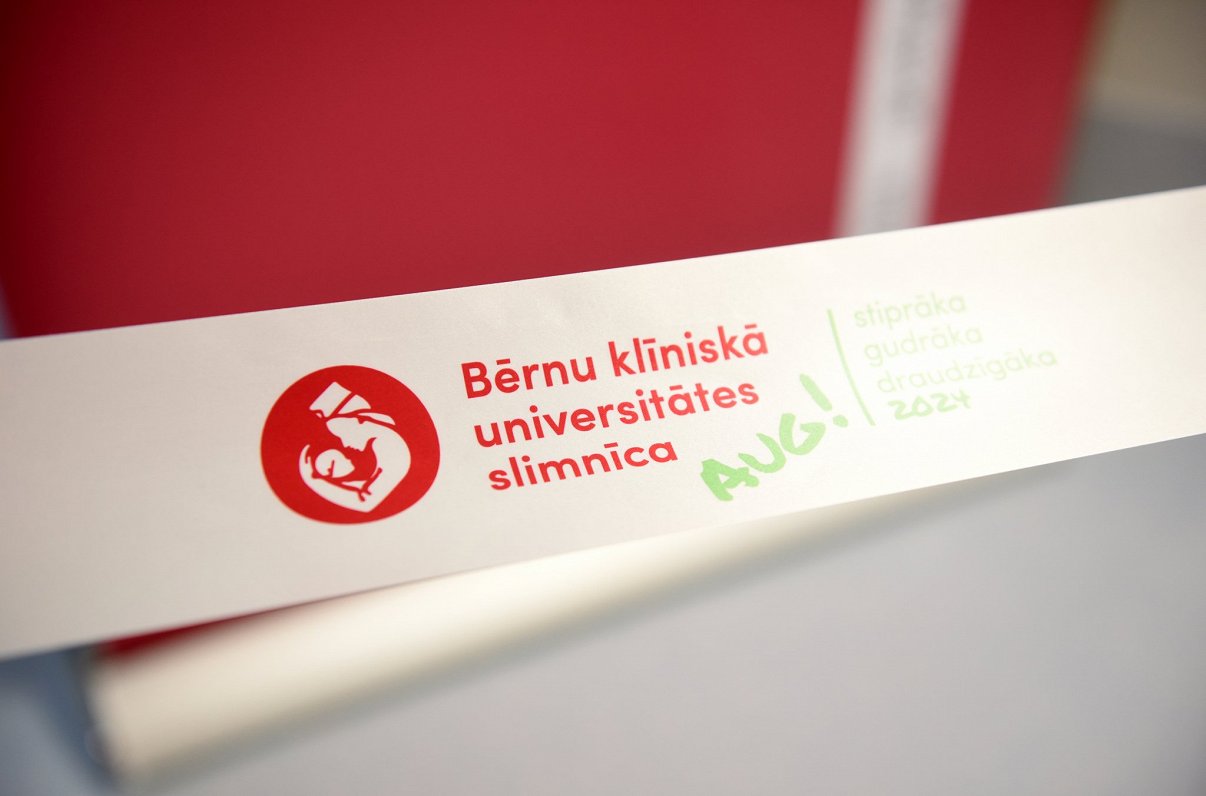 Bērnu klīniskā
universitātes
slimnīca
AUG!
stiprāka
gudrāka
draudzīgāka
2024